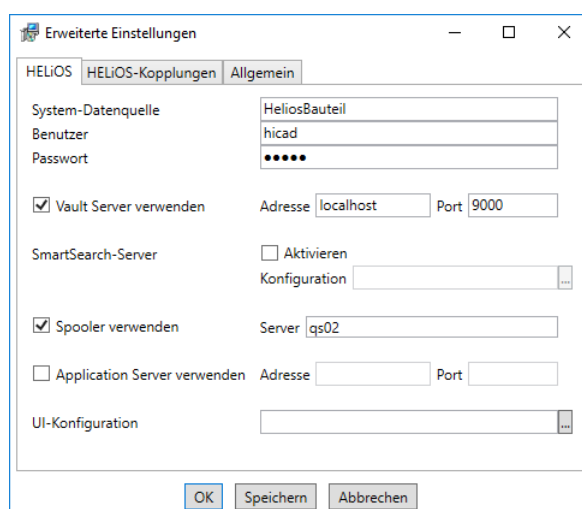 Erweiterte Einstellungen
HELiOS HELiOS-Kopplungen Allgemein
System-Datenquelle HeliosBauteil
Benutzer hicad
Passwort ●●●●●
Vault Server verwenden Adresse localhost Port 9000
SmartSearch-Server Aktivieren
Konfiguration ...
Spooler verwenden Server qs02
Application Server verwenden Adresse Port
UI-Konfiguration ...
OK Speichern Abbrechen